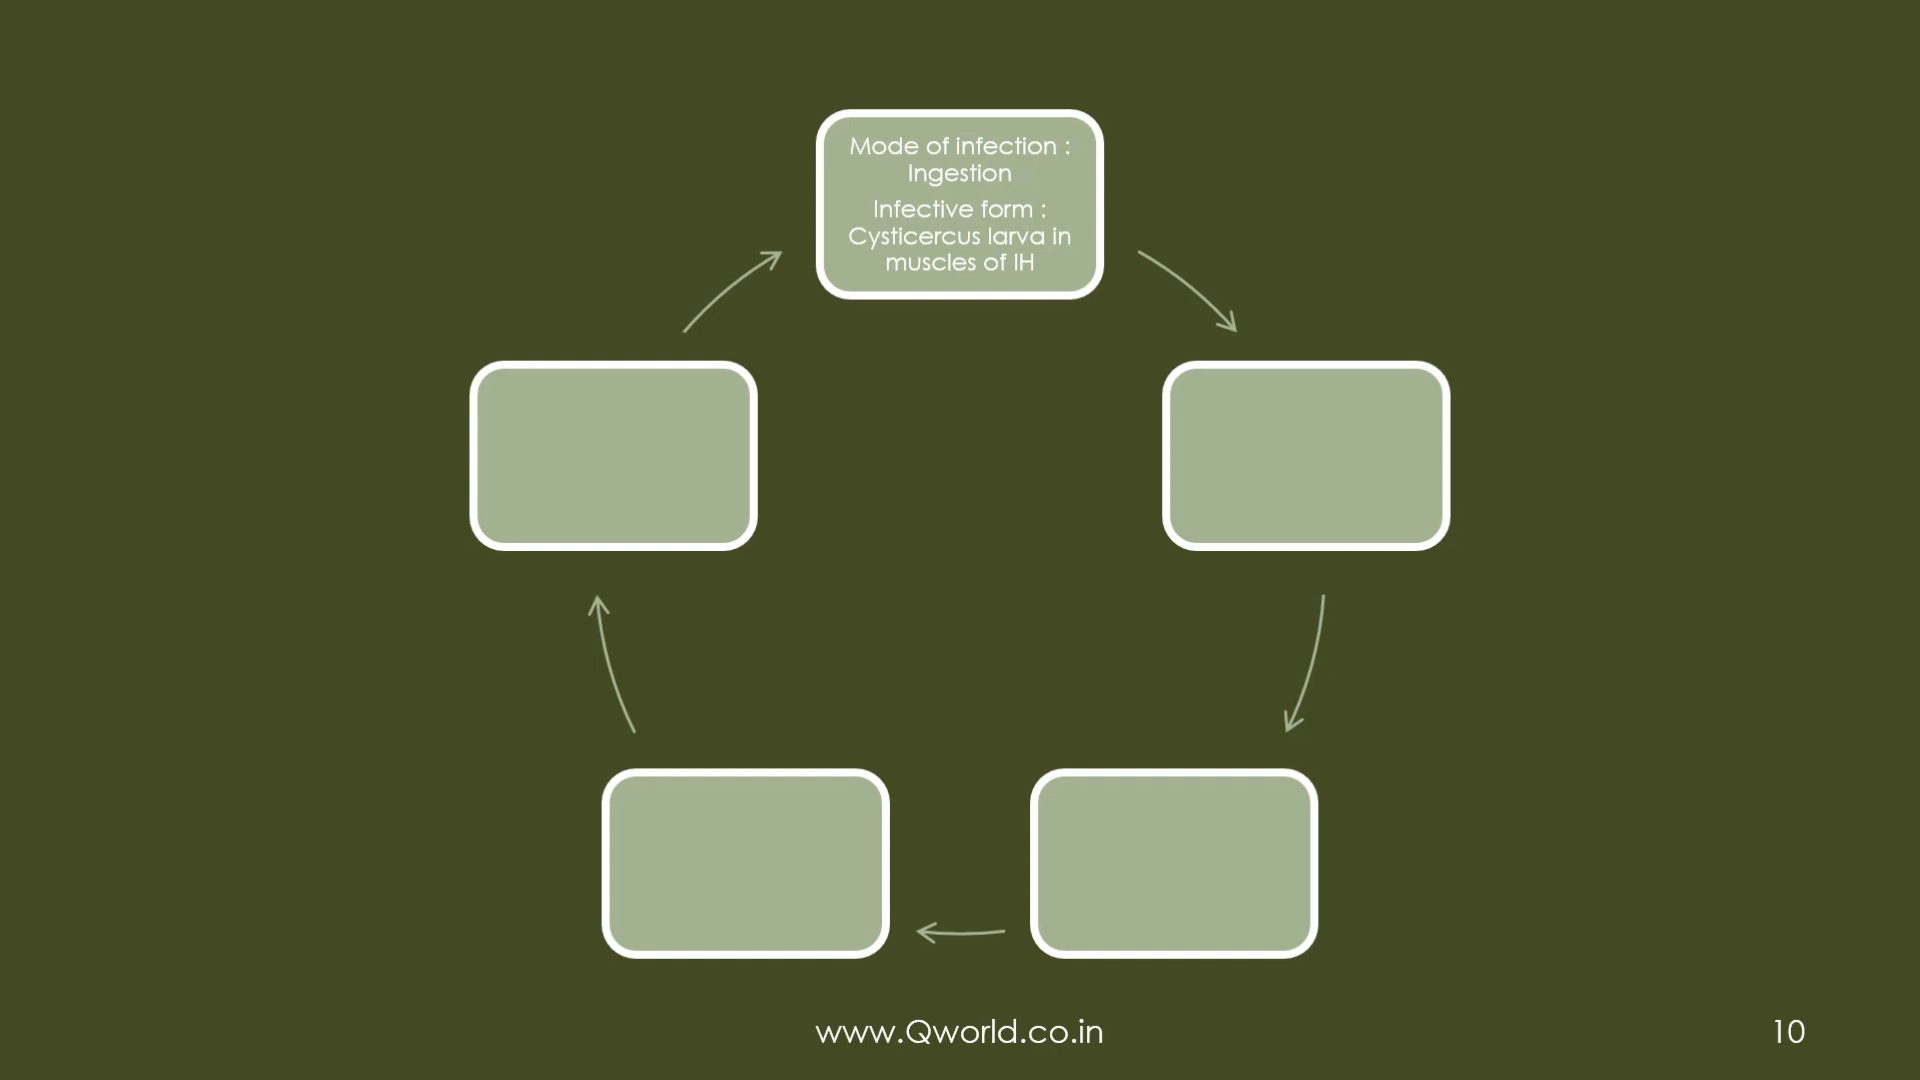 Mode of infection :
Ingestion
Infective form :
Cysticercus larva in
muscles of IH
www.Qworld.co.in
10